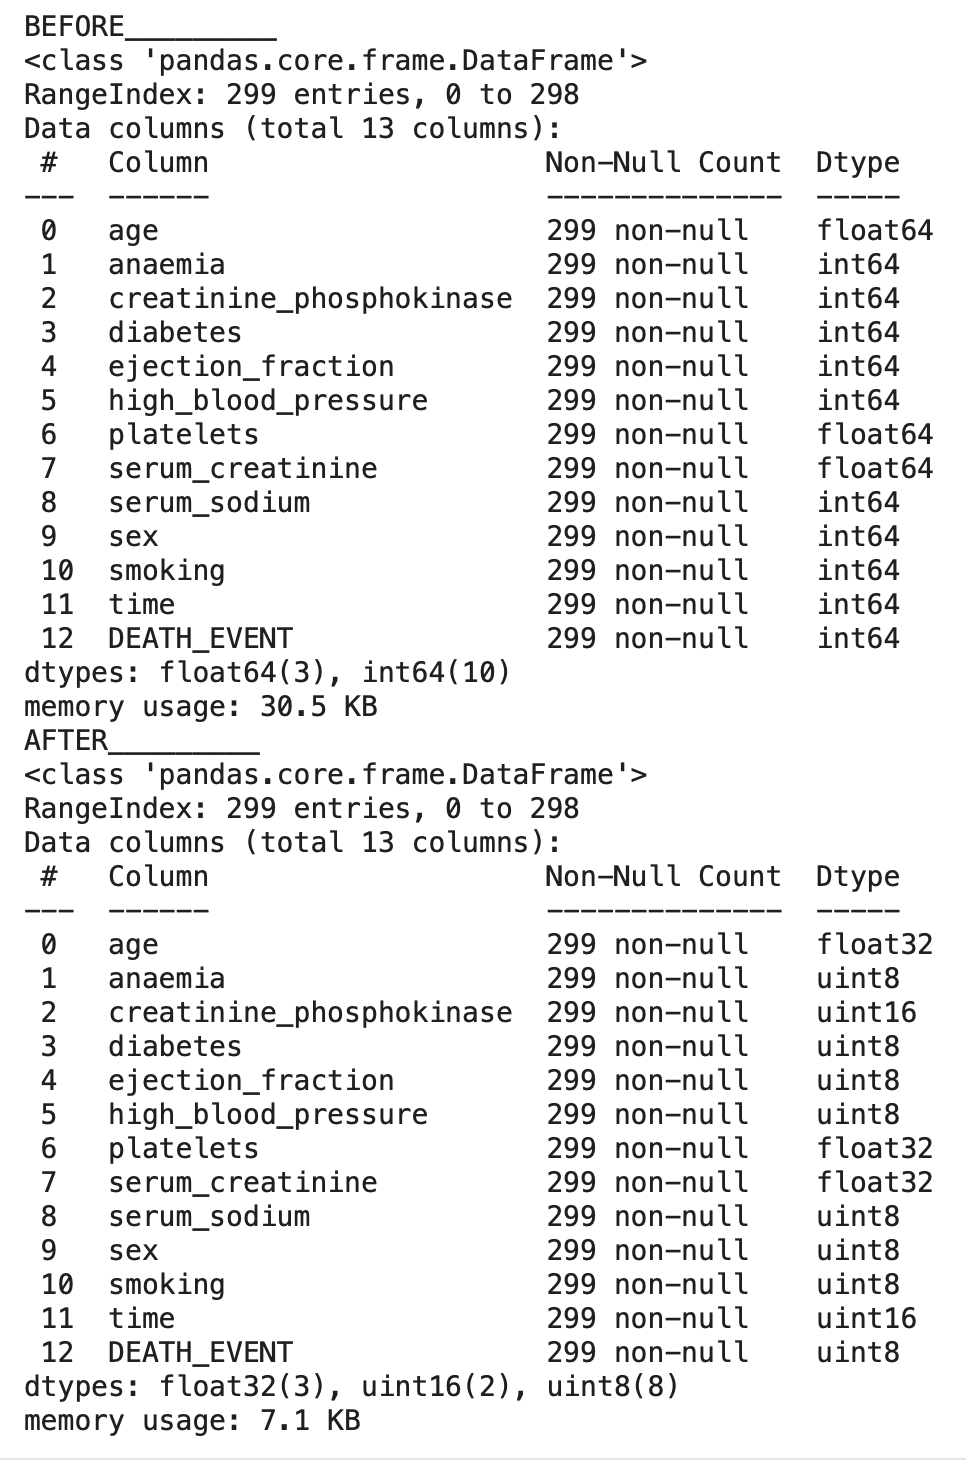 BEFORE_________
<class 'pandas.core.frame.DataFrame'>
RangeIndex: 299 entries, 0 to 298
Data columns (total 13 columns):
 #   Column                    Non-Null Count  Dtype
---  ------                    --------------  -----
 0   age                       299 non-null    float64
 1   anaemia                   299 non-null    int64
 2   creatinine_phosphokinase  299 non-null    int64
 3   diabetes                  299 non-null    int64
 4   ejection_fraction         299 non-null    int64
 5   high_blood_pressure       299 non-null    int64
 6   platelets                 299 non-null    float64
 7   serum_creatinine          299 non-null    float64
 8   serum_sodium              299 non-null    int64
 9   sex                       299 non-null    int64
 10  smoking                   299 non-null    int64
 11  time                      299 non-null    int64
 12  DEATH_EVENT               299 non-null    int64
dtypes: float64(3), int64(10)
memory usage: 30.5 KB
AFTER_________
<class 'pandas.core.frame.DataFrame'>
RangeIndex: 299 entries, 0 to 298
Data columns (total 13 columns):
 #   Column                    Non-Null Count  Dtype
---  ------                    --------------  -----
 0   age                       299 non-null    float32
 1   anaemia                   299 non-null    uint8
 2   creatinine_phosphokinase  299 non-null    uint16
 3   diabetes                  299 non-null    uint8
 4   ejection_fraction         299 non-null    uint8
 5   high_blood_pressure       299 non-null    uint8
 6   platelets                 299 non-null    float32
 7   serum_creatinine          299 non-null    float32
 8   serum_sodium              299 non-null    uint8
 9   sex                       299 non-null    uint8
 10  smoking                   299 non-null    uint8
 11  time                      299 non-null    uint16
 12  DEATH_EVENT               299 non-null    uint8
dtypes: float32(3), uint16(2), uint8(8)
memory usage: 7.1 KB